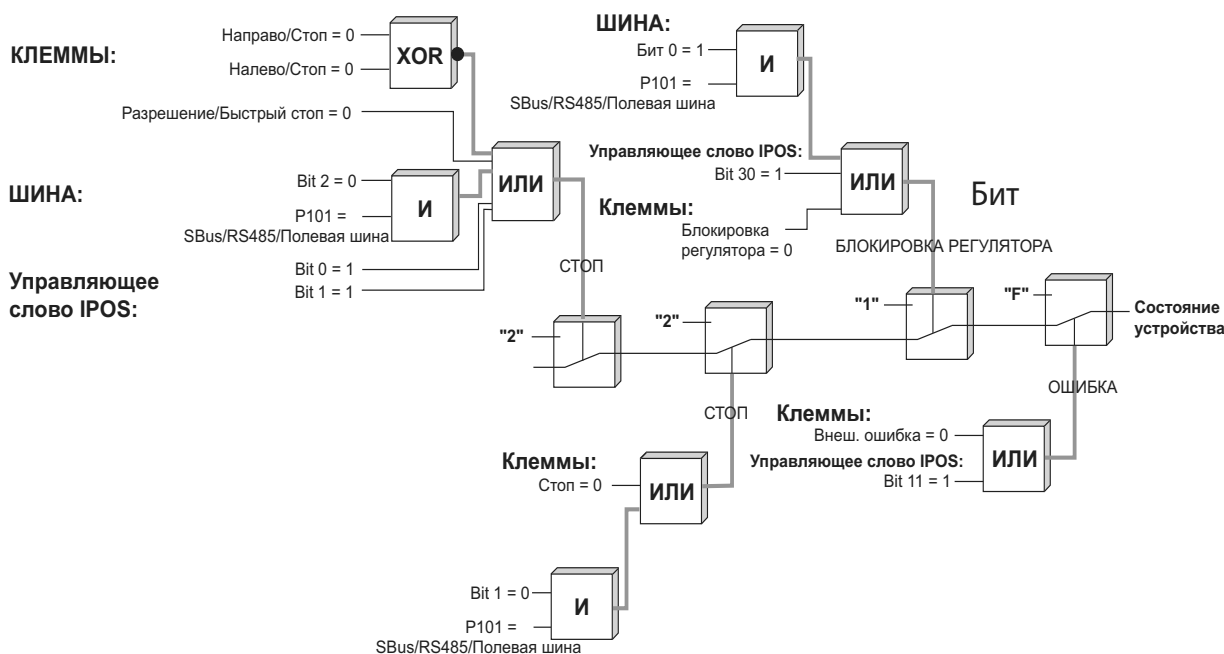 КЛЕММЫ:
Направо/Стоп = 0
Налево/Стоп = 0
XOR
Разрешение/Быстрый стоп = 0
ШИНА:
Bit 2 = 0
P101 =
SBus/RS485/Полевая шина
И
ИЛИ
Управляющее
слово IPOS:
Bit 0 = 1
Bit 1 = 1
СТОП
"2"
ШИНА:
Бит 0 = 1
P101 =
SBus/RS485/Полевая шина
И
Управляющее слово IPOS:
Bit 30 = 1
Клеммы:
Блокировка
регулятора = 0
ИЛИ
Бит
БЛОКИРОВКА РЕГУЛЯТОРА
"2"
"1"
"F"
Состояние
устройства
СТОП
ОШИБКА
Клеммы:
Стоп = 0
ИЛИ
Клеммы:
Внеш. ошибка = 0
Управляющее слово IPOS:
Bit 11 = 1
ИЛИ
Bit 1 = 0
P101 =
SBus/RS485/Полевая шина
И